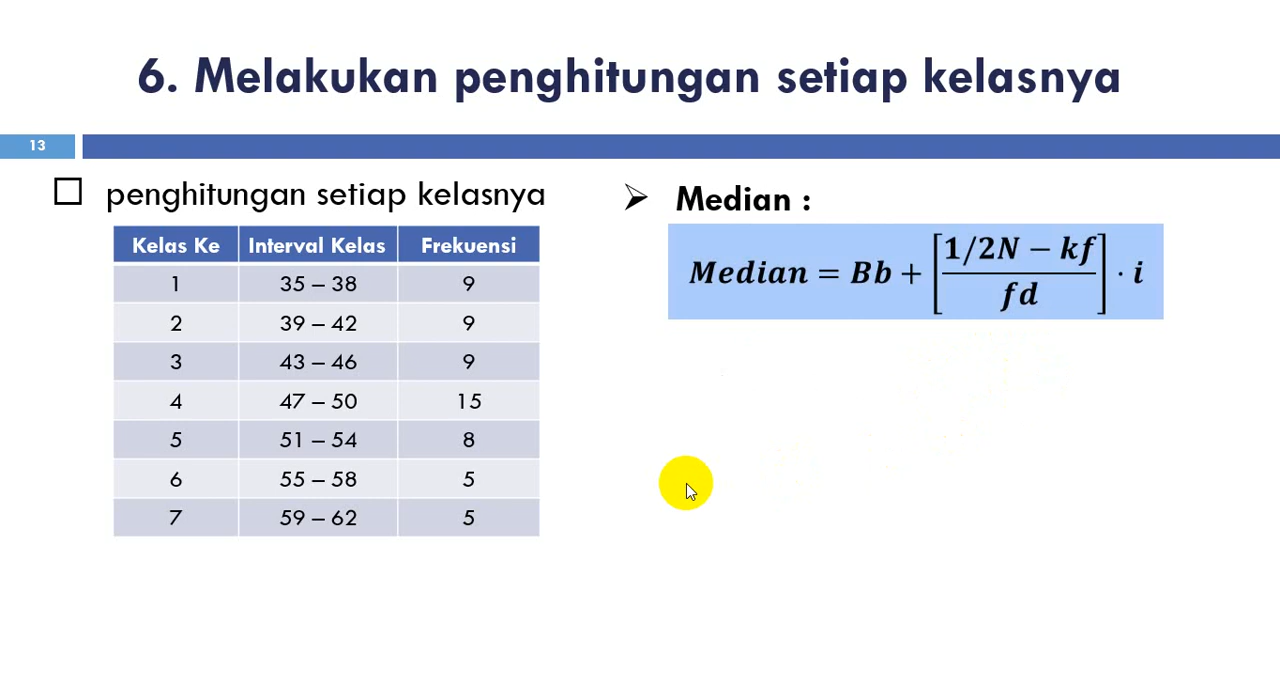 6. Melakukan penghitungan setiap kelasnya
13
penghitungan setiap kelasnya
Kelas Ke Interval Kelas Frekuensi
1 35 – 38 9
2 39 – 42 9
3 43 – 46 9
4 47 – 50 15
5 51 – 54 8
6 55 – 58 5
7 59 – 62 5
Median :
Median = Bb + [1/2N − kf / fd] · i